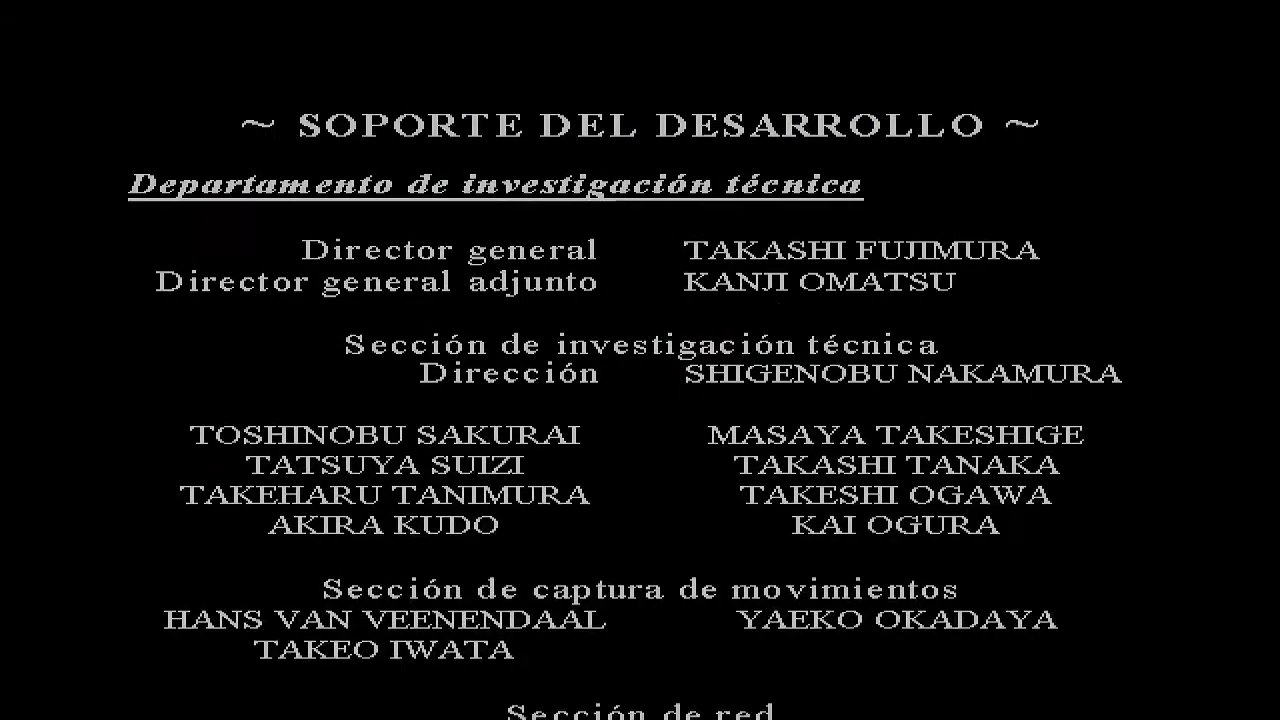 ~ SOPORTE DEL DESARROLLO ~
Departamento de investigación técnica
Director general TAKASHI FUJIMURA
Director general adjunto KANJI OMATSU
Sección de investigación técnica
Dirección SHIGENOBU NAKAMURA
TOSHINOBU SAKURAI MASAYA TAKESHIGE
TATSUYA SUIZI TAKASHI TANAKA
TAKEHARU TANIMURA TAKESHI OGAWA
AKIRA KUDO KAI OGURA
Sección de captura de movimientos
HANS VAN VEENENDAAL YAEKO OKADAYA
TAKEO IWATA
Sección de red